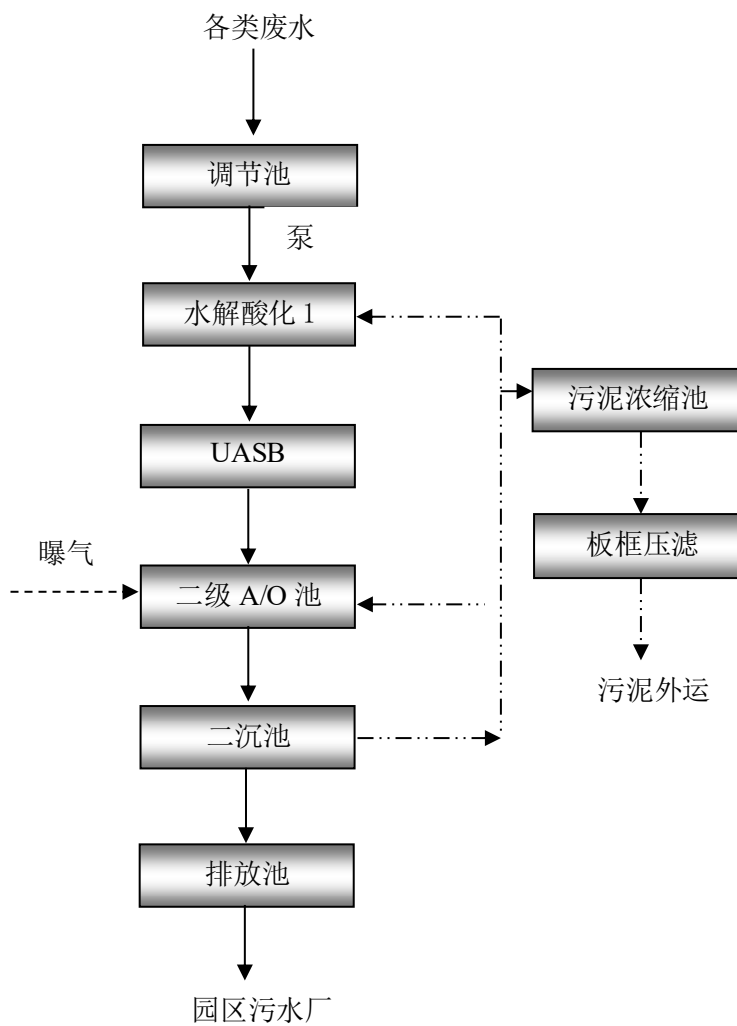 各类废水
调节池
泵
水解酸化 1
污泥浓缩池
UASB
板框压滤
曝气
二级 A/O 池
污泥外运
二沉池
排放池
园区污水厂